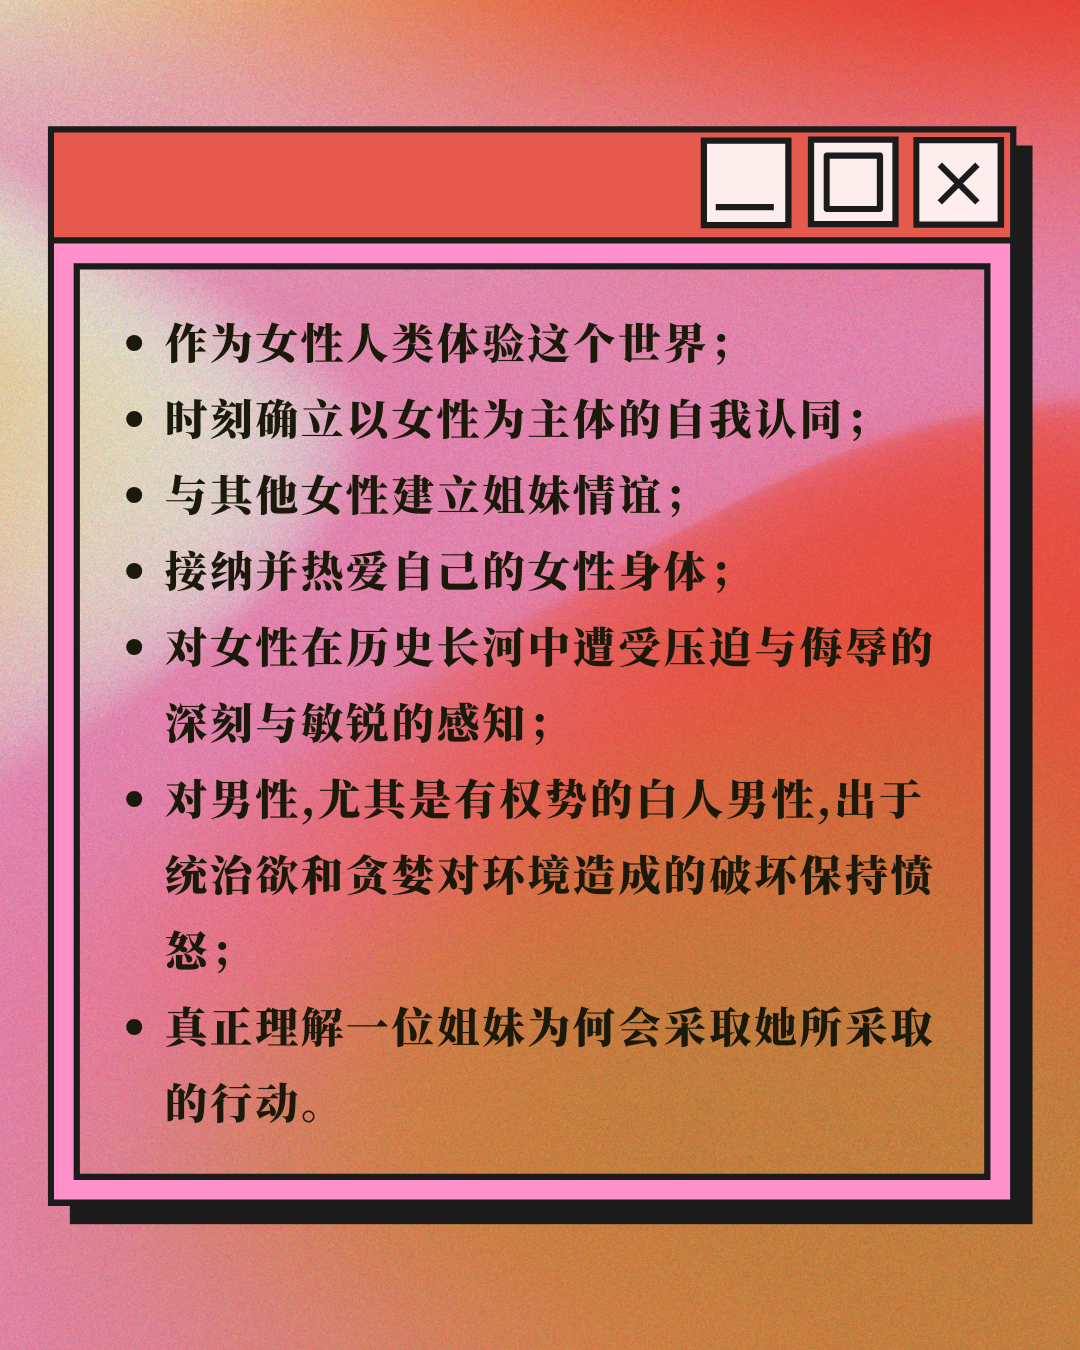 • 作为女性人类体验这个世界；
• 时刻确立以女性为主体的自我认同；
• 与其他女性建立姐妹情谊；
• 接纳并热爱自己的女性身体；
• 对女性在历史长河中遭受压迫与侮辱的
深刻与敏锐的感知；
• 对男性,尤其是有权势的白人男性,出于
统治欲和贪婪对环境造成的破坏保持愤
怒；
• 真正理解一位姐妹为何会采取她所采取
的行动。